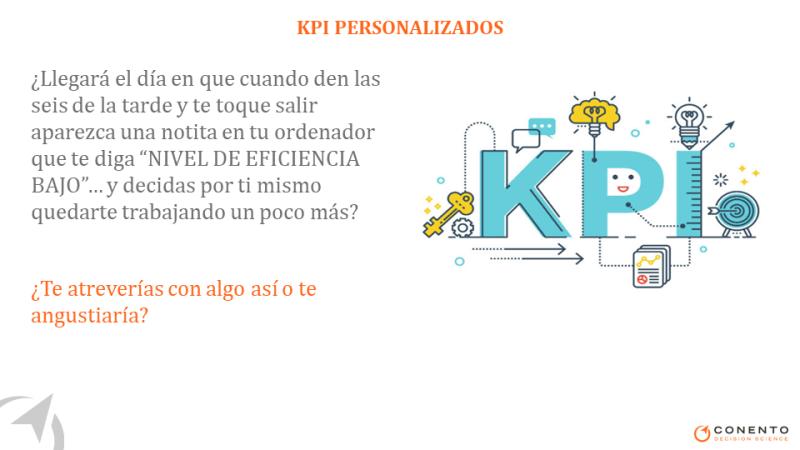 KPI PERSONALIZADOS
¿Llegará el día en que cuando den las
seis de la tarde y te toque salir
aparezca una notita en tu ordenador
que te diga “NIVEL DE EFICIENCIA
BAJO”… y decidas por ti mismo
quedarte trabajando un poco más?
¿Te atreverías con algo así o te
angustiaría?
KPI
CONENTO
DECISION SCIENCE